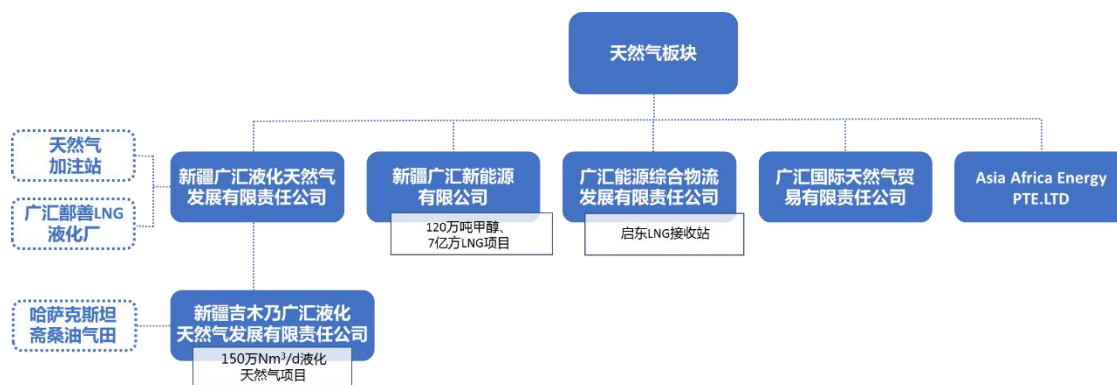 天然气板块
天然气
加注站
新疆广汇液化天然气
发展有限责任公司
新疆广汇新能源
有限公司
广汇能源综合物流
发展有限责任公司
广汇国际天然气贸
易有限责任公司
Asia Africa Energy
PTE.LTD
广汇鄯善LNG
液化厂
120万吨甲醇、
7亿方LNG项目
启东LNG接收站
哈萨克斯坦
斋桑油气田
新疆吉木乃广汇液化
天然气发展有限责任公司
150万Nm³/d液化
天然气项目